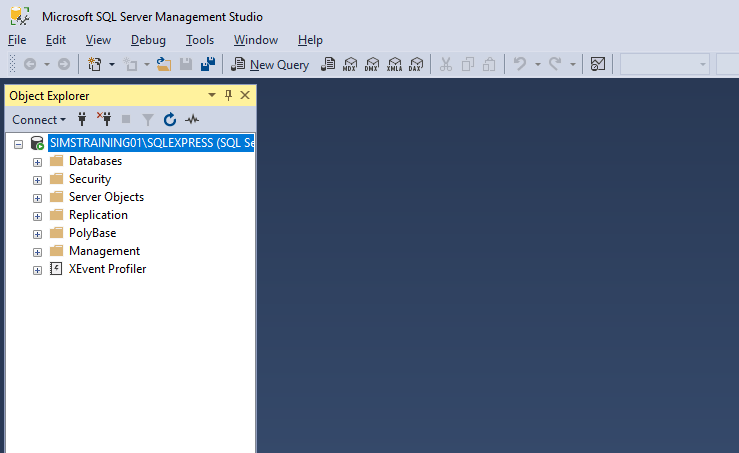 Microsoft SQL Server Management Studio
File Edit View Debug Tools Window Help
New Query MDX DMX XMLA DAX
Object Explorer
Connect
SIMSTRAINING01\SQLEXPRESS (SQL Se
Databases
Security
Server Objects
Replication
PolyBase
Management
XEvent Profiler